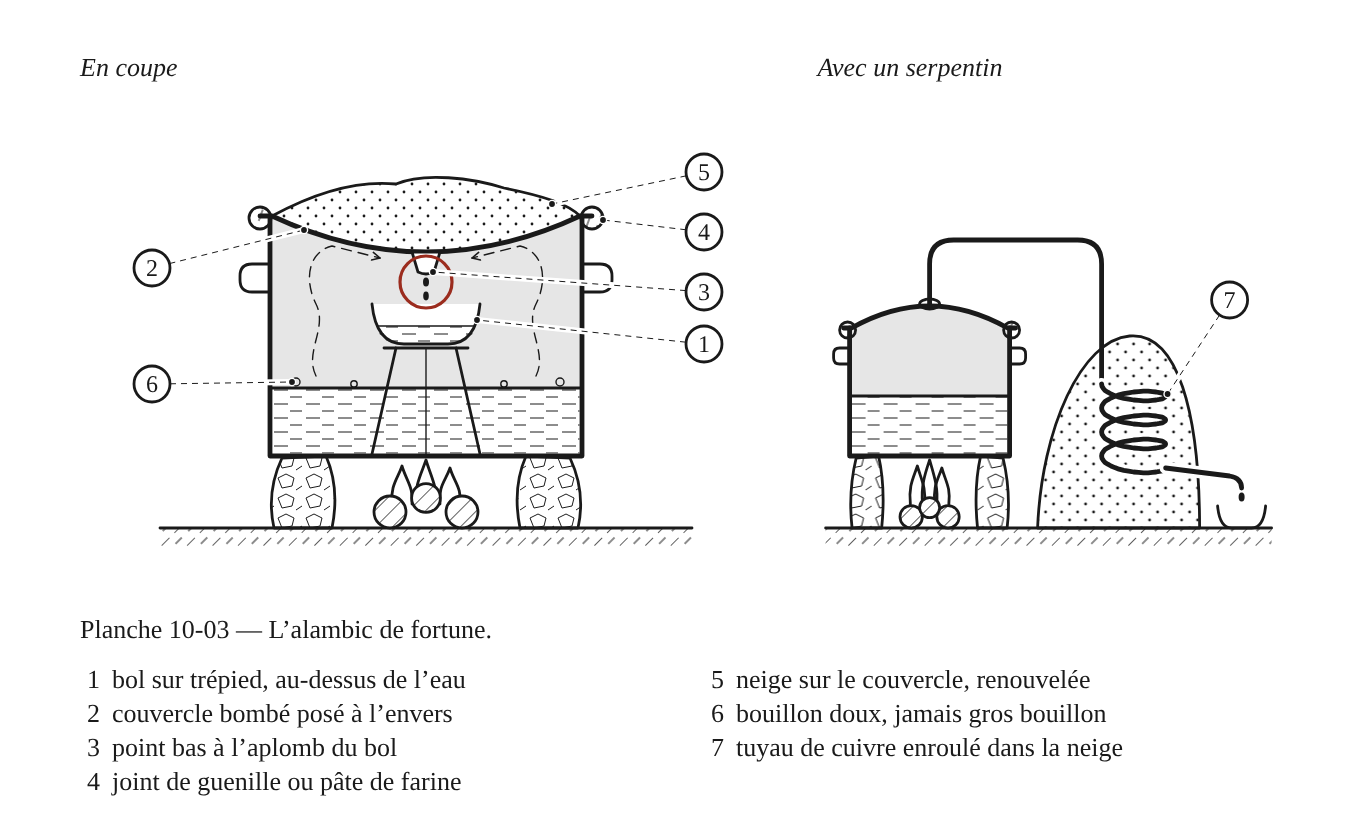 En coupe
Avec un serpentin
5
4
2
3
7
1
6
Planche 10-03 — L’alambic de fortune.
1 bol sur trépied, au-dessus de l’eau
2 couvercle bombé posé à l’envers
3 point bas à l’aplomb du bol
4 joint de guenille ou pâte de farine
5 neige sur le couvercle, renouvelée
6 bouillon doux, jamais gros bouillon
7 tuyau de cuivre enroulé dans la neige